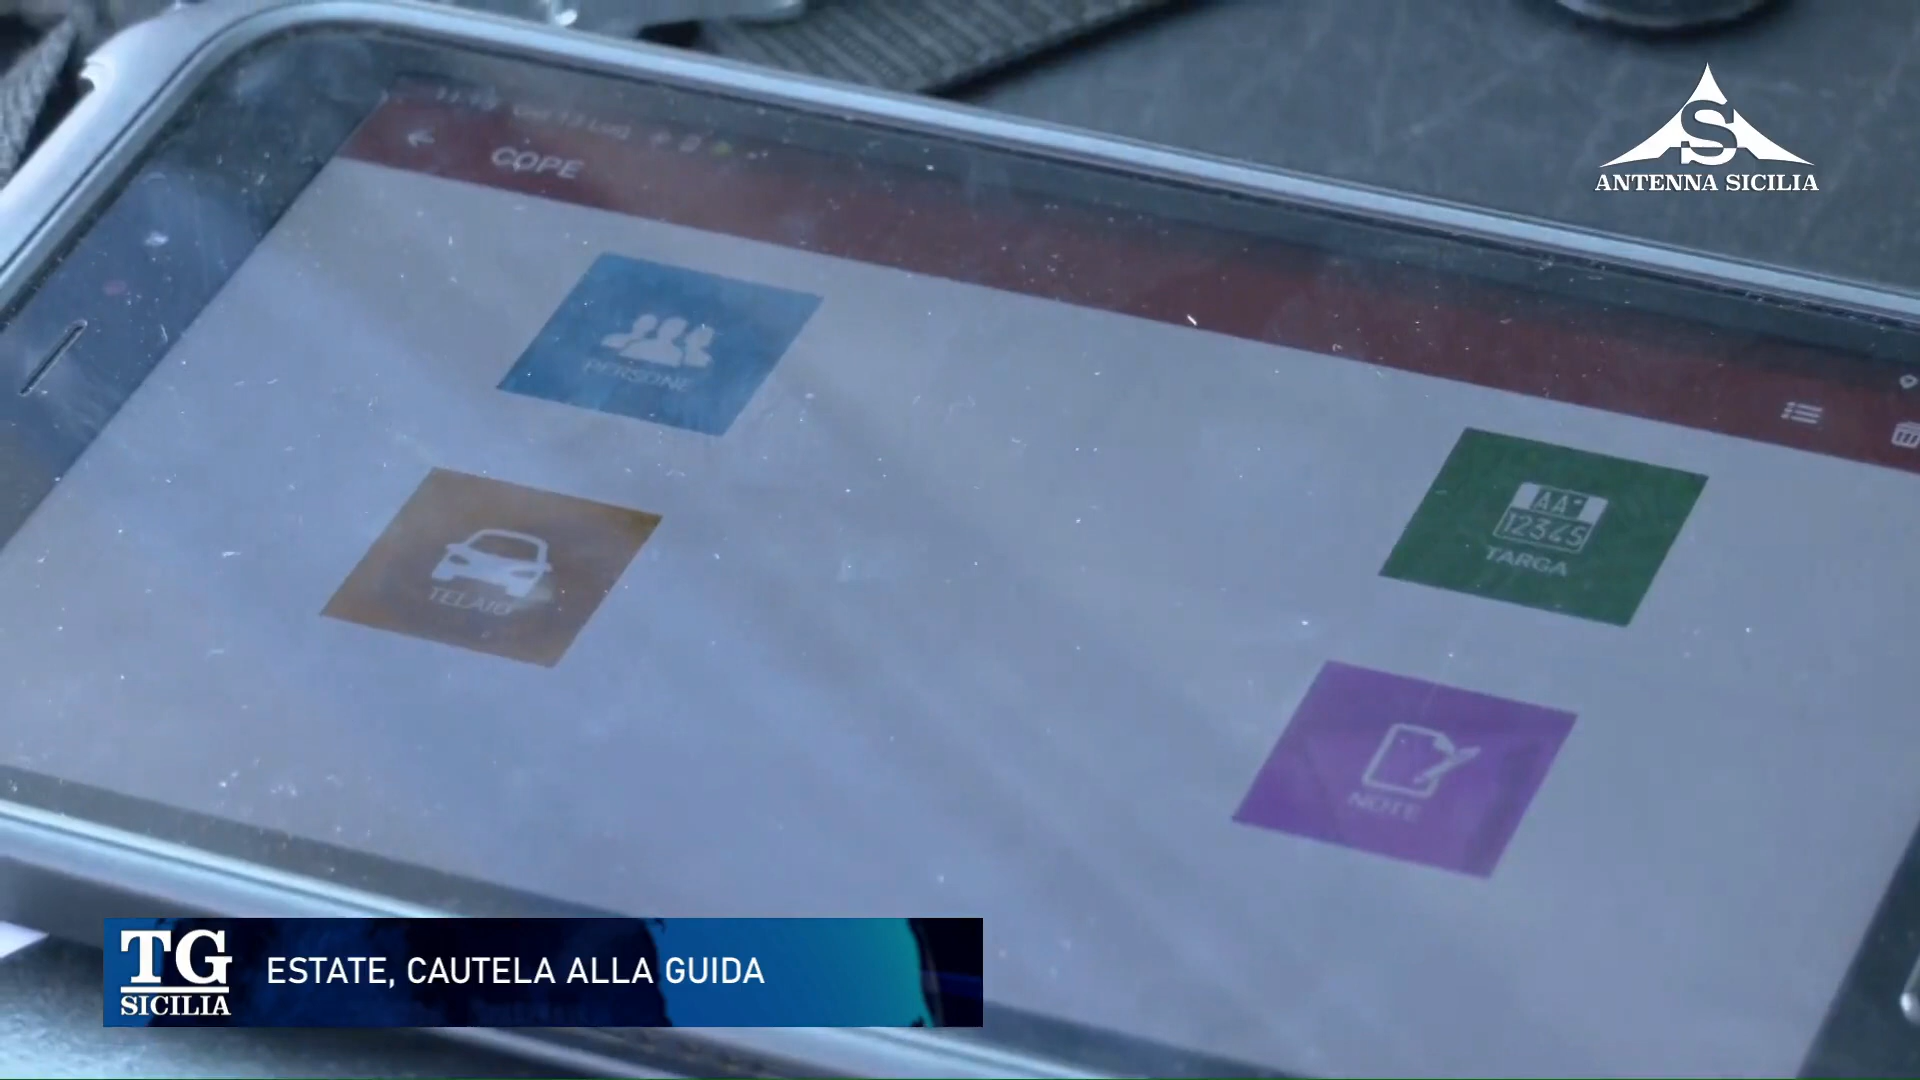 S
ANTENNA SICILIA
COPE
PERSONE
AA
12345
TARGA
TELAIO
NOTE
TG
SICILIA
ESTATE, CAUTELA ALLA GUIDA